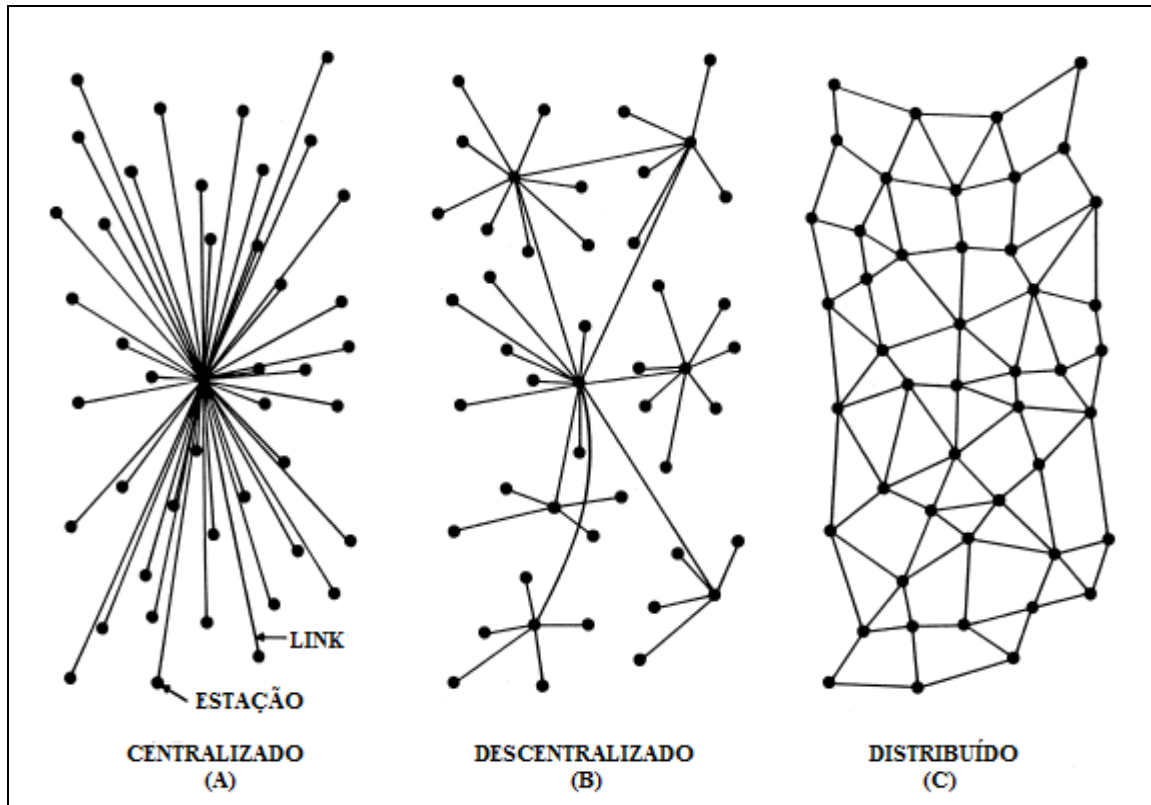 LINK
ESTAÇÃO
CENTRALIZADO
(A)
DESCENTRALIZADO
(B)
DISTRIBUÍDO
(C)